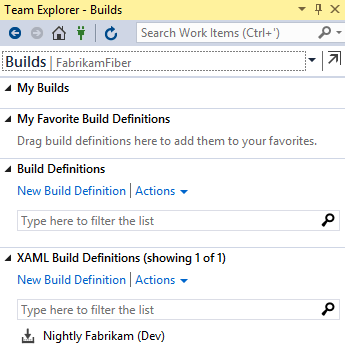 Team Explorer - Builds
Search Work Items (Ctrl+')
Builds | FabrikamFiber
My Builds
My Favorite Build Definitions
Drag build definitions here to add them to your favorites.
Build Definitions
New Build Definition | Actions
Type here to filter the list
XAML Build Definitions (showing 1 of 1)
New Build Definition | Actions
Type here to filter the list
Nightly Fabrikam (Dev)